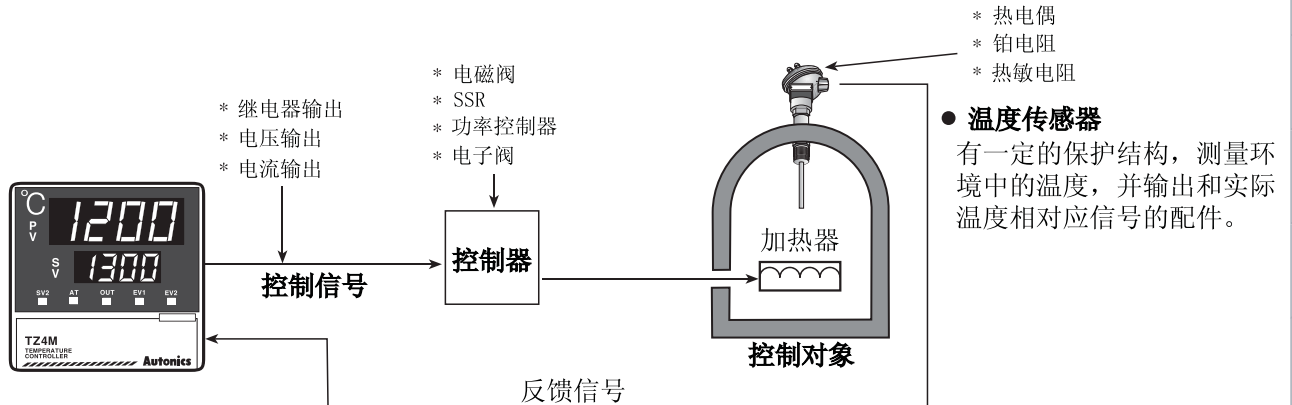 * 热电偶
* 铂电阻
* 热敏电阻
● 温度传感器
有一定的保护结构，测量环
境中的温度，并输出和实际
温度相对应信号的配件。
* 电磁阀
* SSR
* 功率控制器
* 电子阀
* 继电器输出
* 电压输出
* 电流输出
℃
PV
1200
SV
1300
SV2 AT OUT EV1 EV2
TZ4M
TEMPERATURE
CONTROLLER
Autonics
控制信号
控制器
加热器
控制对象
反馈信号